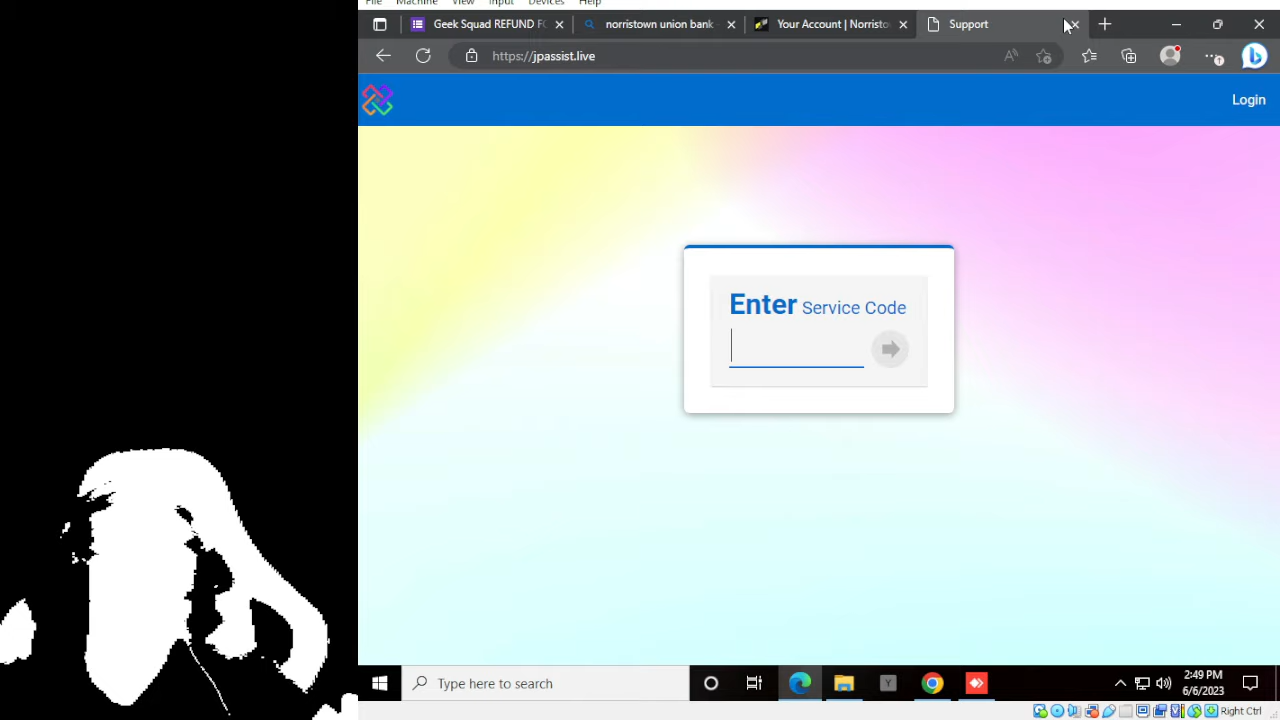 File Machine View Input Devices Help
Geek Squad REFUND FO
norristown union bank
Your Account | Norristo
Support
https://jpassist.live
Login
Enter Service Code
Type here to search
2:49 PM
6/6/2023
Right Ctrl